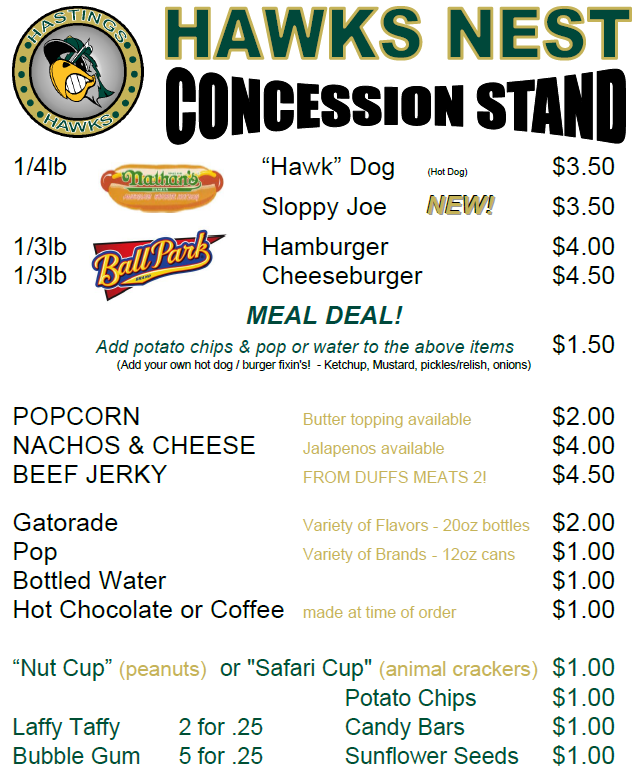 HASTINGS
HAWKS
HAWKS NEST
CONCESSION STAND
1/4lb Nathan's “Hawk” Dog (Hot Dog) $3.50
Sloppy Joe NEW! $3.50
1/3lb Ball Park Hamburger $4.00
1/3lb Cheeseburger $4.50
MEAL DEAL!
Add potato chips & pop or water to the above items $1.50
(Add your own hot dog / burger fixin's! - Ketchup, Mustard, pickles/relish, onions)
POPCORN Butter topping available $2.00
NACHOS & CHEESE Jalapenos available $4.00
BEEF JERKY FROM DUFFS MEATS 2! $4.50
Gatorade Variety of Flavors - 20oz bottles $2.00
Pop Variety of Brands - 12oz cans $1.00
Bottled Water $1.00
Hot Chocolate or Coffee made at time of order $1.00
“Nut Cup” (peanuts) or "Safari Cup" (animal crackers) $1.00
Potato Chips $1.00
Laffy Taffy 2 for .25 Candy Bars $1.00
Bubble Gum 5 for .25 Sunflower Seeds $1.00